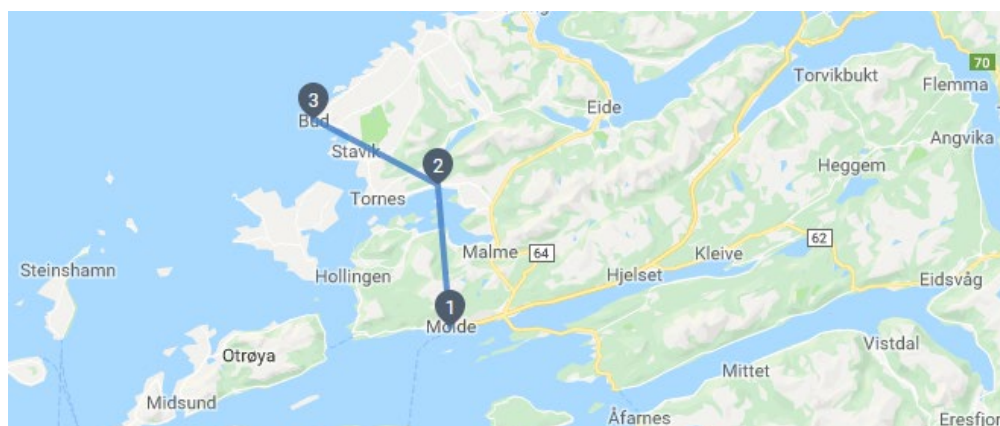 70
Torvikbukt
Flemma
3
Eide
Bud
Angvika
Stavik
2
Heggem
Tornes
62
Malme
64
Kleive
Steinshamn
Hollingen
Hjelset
Eidsvåg
1
Molde
Vistdal
Otrøya
Mittet
Midsund
Åfarnes
Eresfjor